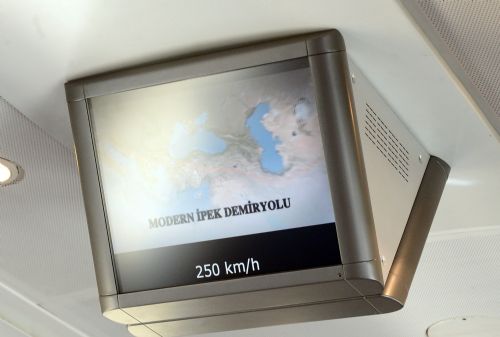 MODERN İPEK DEMİRYOLU
250 km/h